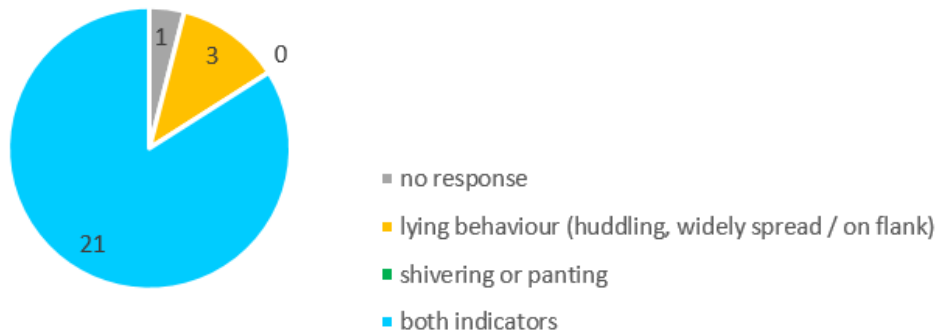 1
3
0
21
no response
lying behaviour (huddling, widely spread / on flank)
shivering or panting
both indicators